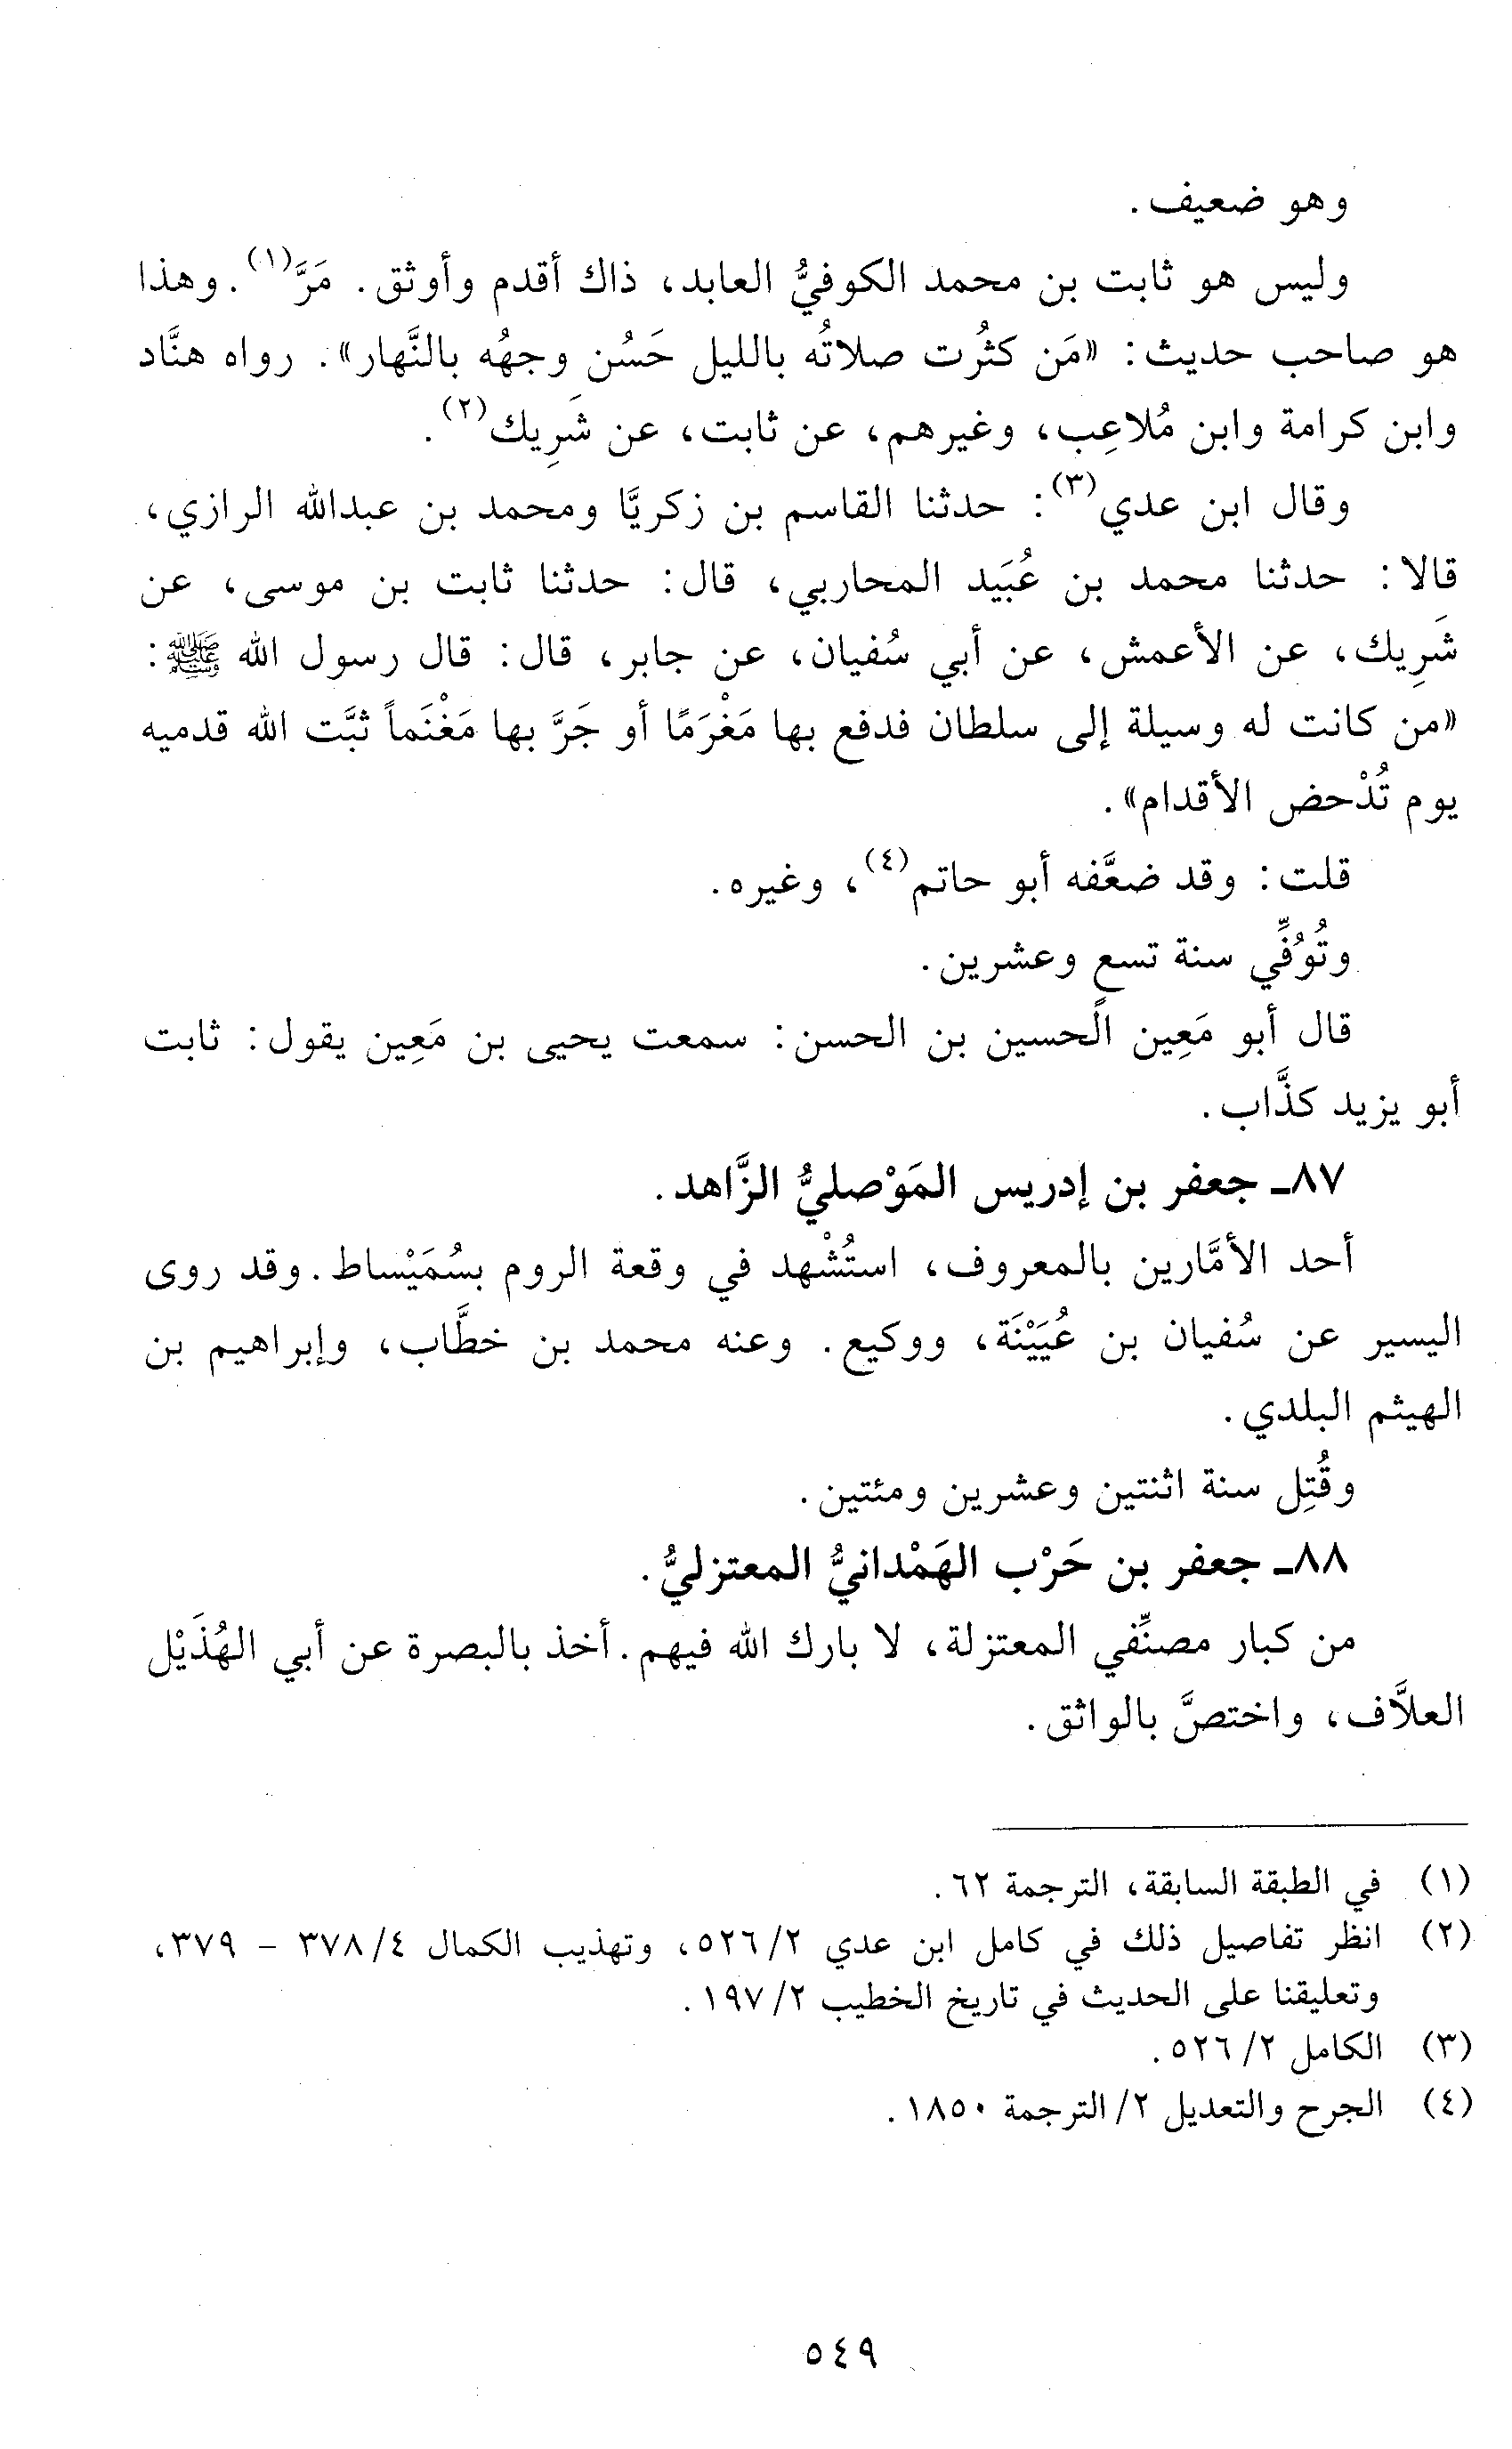 وهو ضعيف.
وليس هو ثابت بن محمد الكوفيُّ العابد، ذاك أقدم وأوثق. مَرَّ(١). وهذا
هو صاحب حديث: «مَن كثُرت صلاتُه بالليل حَسُن وجهُه بالنَّهار». رواه هنَّاد
وابن كرامة وابن مُلاعِب، وغيرهم، عن ثابت، عن شَرِيك(٢).
وقال ابن عدي(٣): حدثنا القاسم بن زكريَّا ومحمد بن عبدالله الرازي،
قالا: حدثنا محمد بن عُبَيد المحاربي، قال: حدثنا ثابت بن موسى، عن
شَرِيك، عن الأعمش، عن أبي سُفيان، عن جابر، قال: قال رسول الله ﷺ:
«من كانت له وسيلة إلى سلطان فدفع بها مَغْرَمًا أو جَرَّ بها مَغْنَماً ثبَّت الله قدميه
يوم تُدْحض الأقدام».
قلت: وقد ضعَّفه أبو حاتم(٤)، وغيره.
وتُوُفِّي سنة تسع وعشرين.
قال أبو مَعِين الحسين بن الحسن: سمعت يحيى بن مَعِين يقول: ثابت
أبو يزيد كذَّاب.
٨٧ـ جعفر بن إدريس المَوْصليُّ الزَّاهد.
أحد الأمَّارين بالمعروف، استُشْهد في وقعة الروم بسُمَيْساط. وقد روى
اليسير عن سُفيان بن عُيَيْنَة، ووكيع. وعنه محمد بن خطَّاب، وإبراهيم بن
الهيثم البلدي.
وقُتِل سنة اثنتين وعشرين ومئتين.
٨٨ـ جعفر بن حَرْب الهَمْدانيُّ المعتزليُّ.
من كبار مصنِّفي المعتزلة، لا بارك الله فيهم. أخذ بالبصرة عن أبي الهُذَيْل
العلاَّف، واختصَّ بالواثق.
(١) في الطبقة السابقة، الترجمة ٦٢.
(٢) انظر تفاصيل ذلك في كامل ابن عدي ٢/ ٥٢٦، وتهذيب الكمال ٤/ ٣٧٨ - ٣٧٩،
وتعليقنا على الحديث في تاريخ الخطيب ٢/ ١٩٧.
(٣) الكامل ٢/ ٥٢٦.
(٤) الجرح والتعديل ٢/ الترجمة ١٨٥٠.
٥٤٩